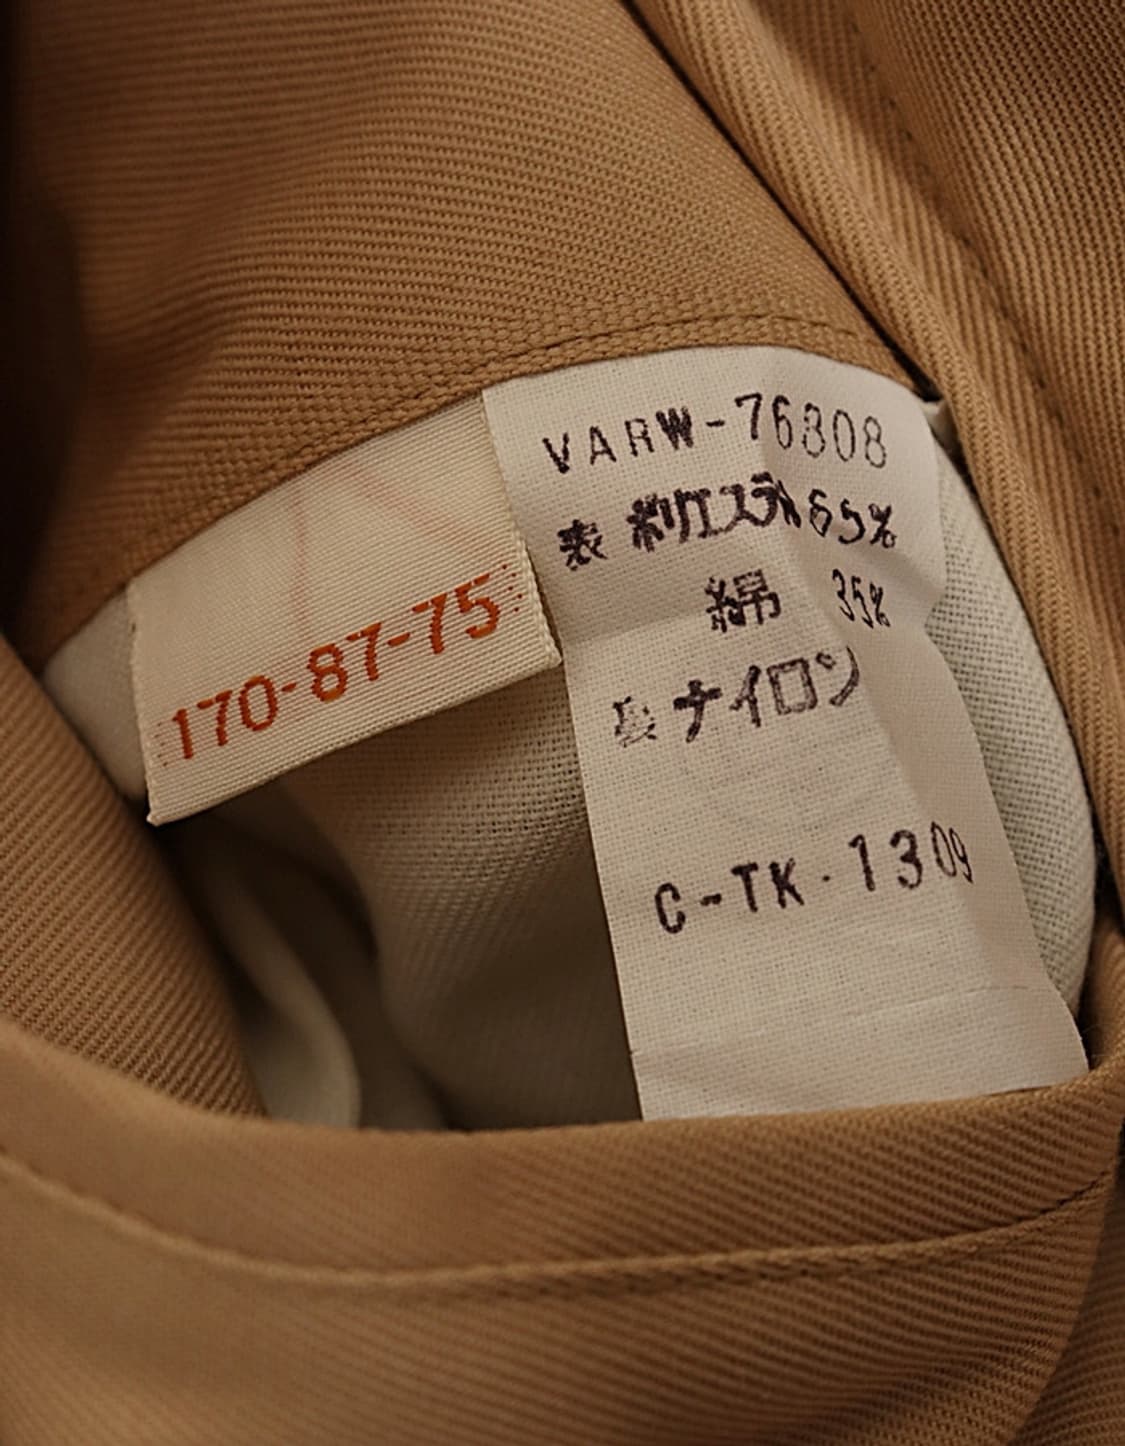 170-87-75
VARW-76808
表 ポリエステル 65%
綿 35%
裏 ナイロン
C-TK-1309